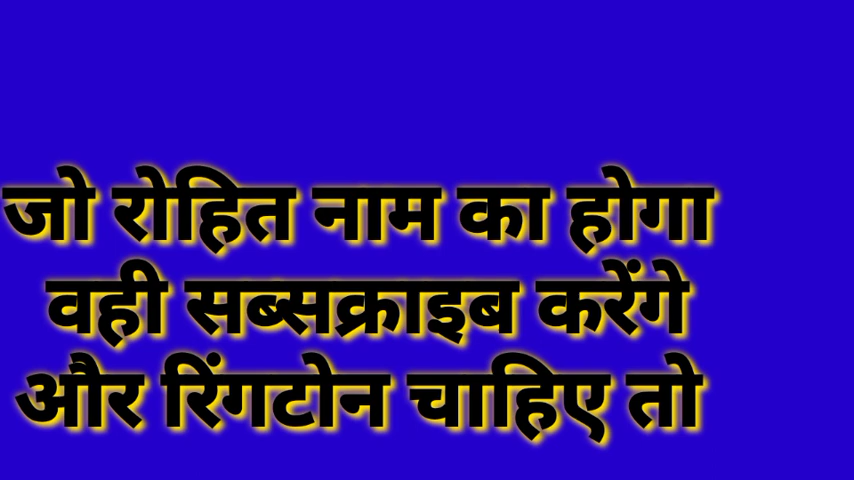 जो रोहित नाम का होगा
वही सब्सक्राइब करेंगे
और रिंगटोन चाहिए तो